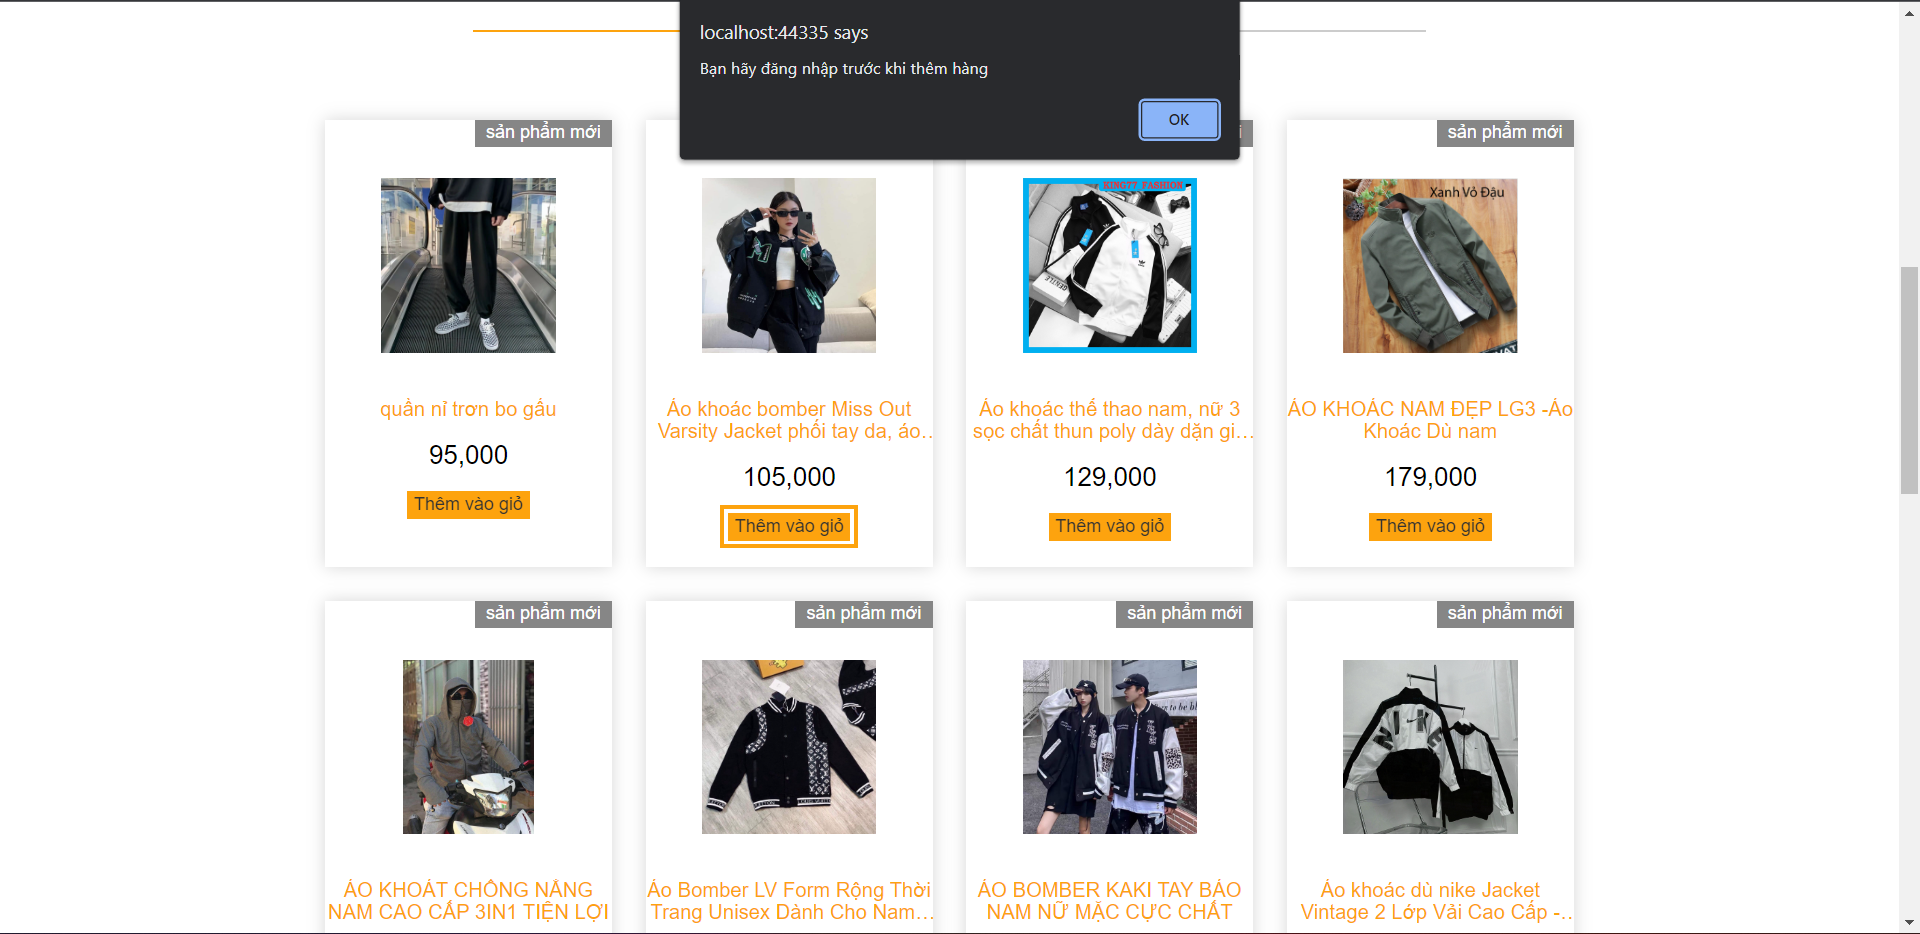 localhost:44335 says
Bạn hãy đăng nhập trước khi thêm hàng
OK
sản phẩm mới
sản phẩm mới
KING77 FASHION
Xanh Vỏ Đậu
GENTLE
quần nỉ trơn bo gấu
95,000
Thêm vào giỏ
Áo khoác bomber Miss Out
Varsity Jacket phối tay da, áo…
105,000
Thêm vào giỏ
Áo khoác thể thao nam, nữ 3
sọc chất thun poly dày dặn gi…
129,000
Thêm vào giỏ
ÁO KHOÁC NAM ĐẸP LG3 -Áo
Khoác Dù nam
179,000
Thêm vào giỏ
sản phẩm mới
sản phẩm mới
sản phẩm mới
sản phẩm mới
ÁO KHOÁT CHỐNG NẮNG
NAM CAO CẤP 3IN1 TIỆN LỢI
Áo Bomber LV Form Rộng Thời
Trang Unisex Dành Cho Nam…
ÁO BOMBER KAKI TAY BÁO
NAM NỮ MẶC CỰC CHẤT
Áo khoác dù nike Jacket
Vintage 2 Lớp Vải Cao Cấp -…